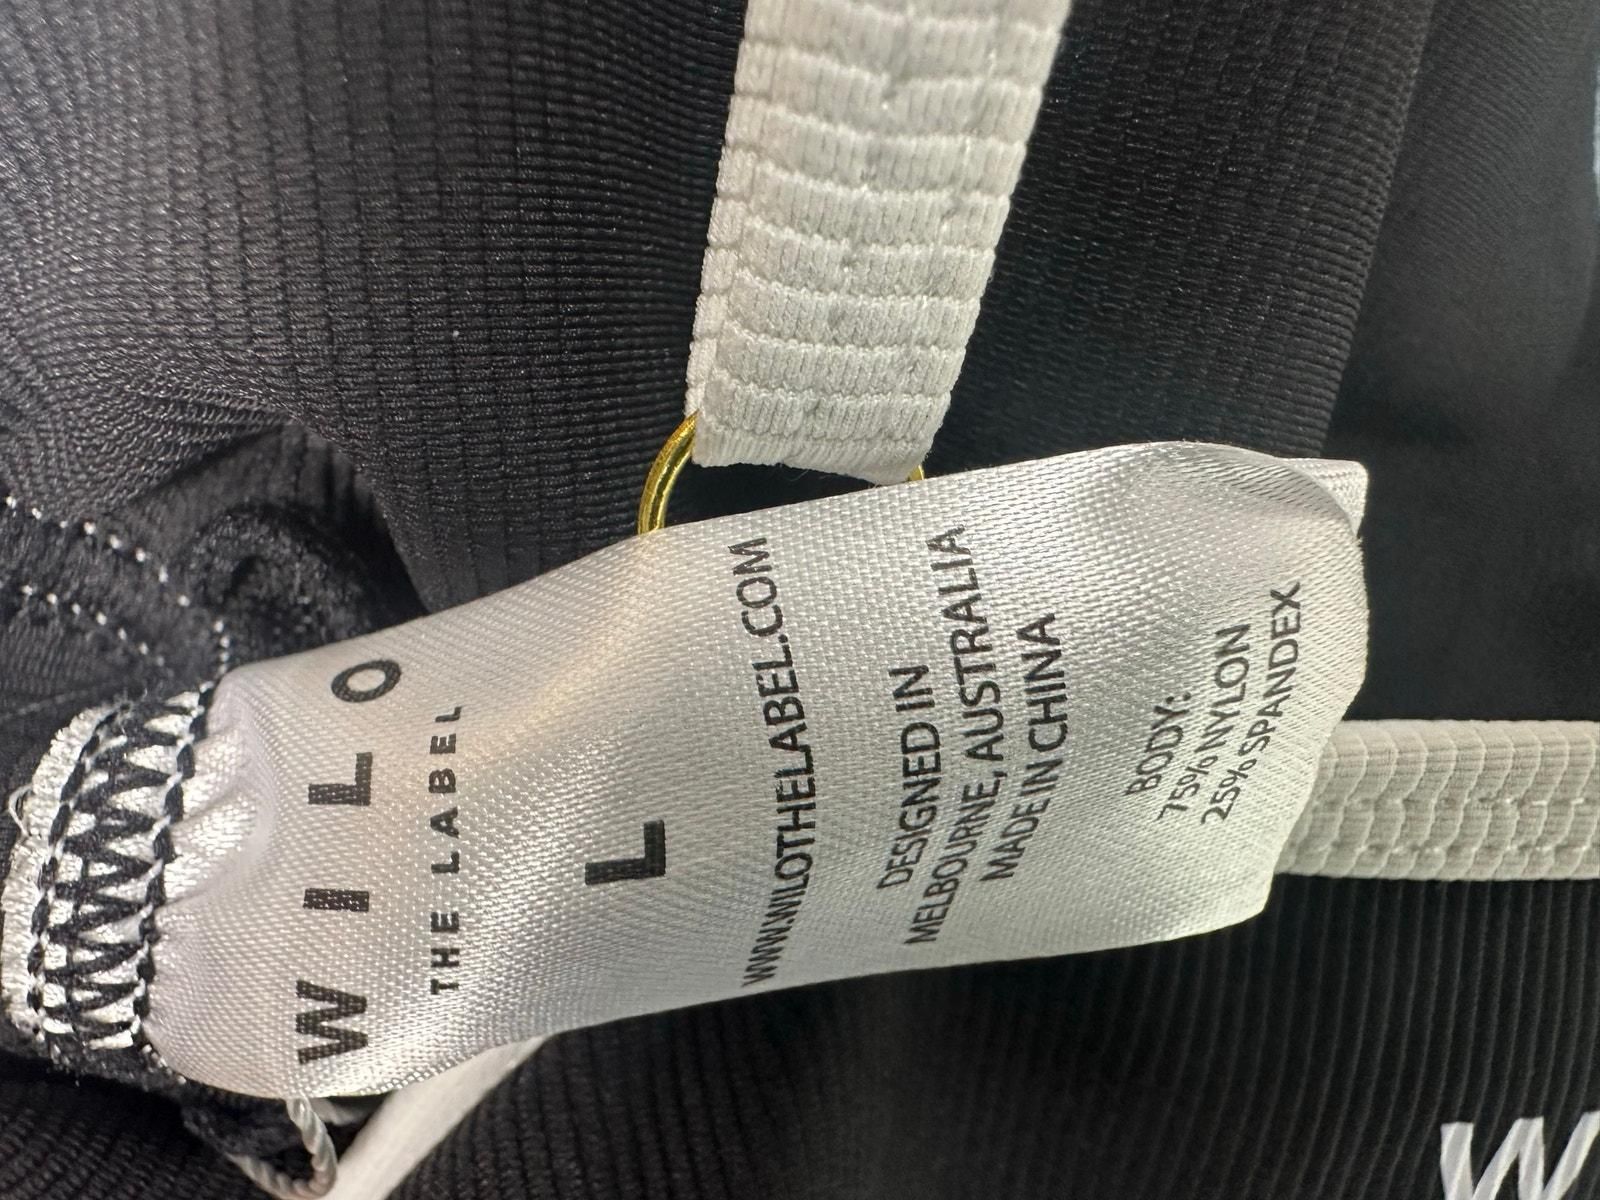 WILO
THE LABEL
L
WWW.WILOTHELABEL.COM
DESIGNED IN
MELBOURNE, AUSTRALIA
MADE IN CHINA
BODY:
75% NYLON
25% SPANDEX